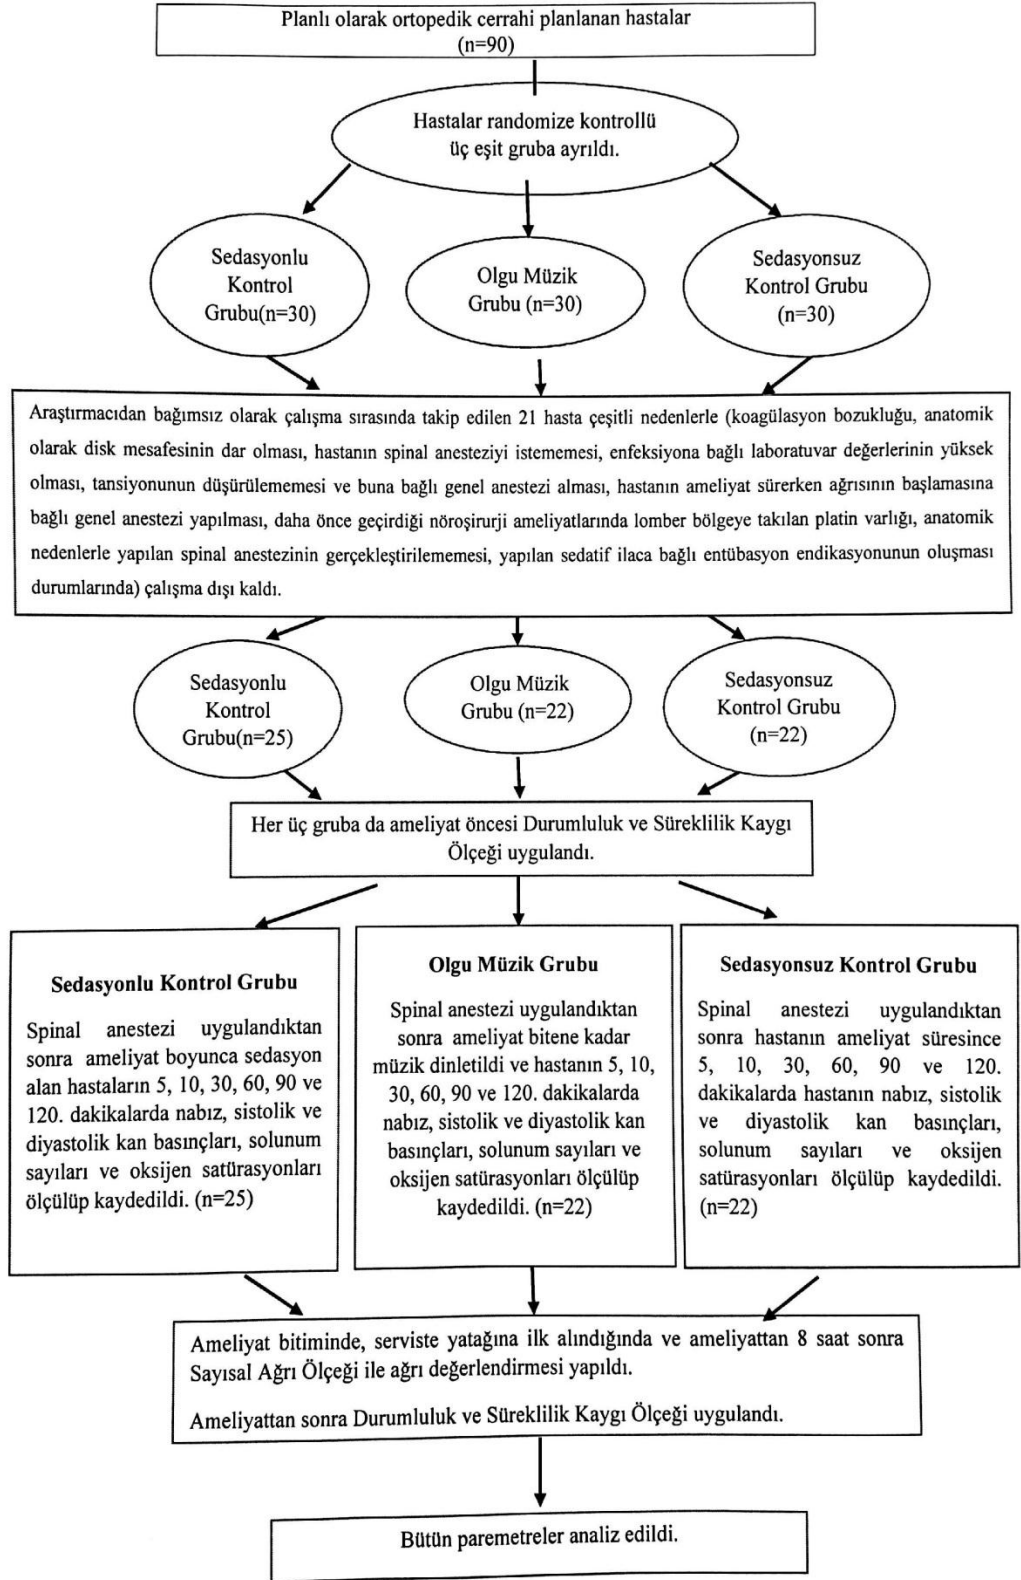 Planlı olarak ortopedik cerrahi planlanan hastalar
(n=90)
Hastalar randomize kontrollü
üç eşit gruba ayrıldı.
Sedasyonlu
Kontrol
Grubu(n=30)
Olgu Müzik
Grubu (n=30)
Sedasyonsuz
Kontrol Grubu
(n=30)
Araştırmacıdan bağımsız olarak çalışma sırasında takip edilen 21 hasta çeşitli nedenlerle (koagülasyon bozukluğu, anatomik
olarak disk mesafesinin dar olması, hastanın spinal anesteziyi istememesi, enfeksiyona bağlı laboratuvar değerlerinin yüksek
olması, tansiyonunun düşürülememesi ve buna bağlı genel anestezi alması, hastanın ameliyat sürerken ağrısının başlamasına
bağlı genel anestezi yapılması, daha önce geçirdiği nöroşirurji ameliyatlarında lomber bölgeye takılan platin varlığı, anatomik
nedenlerle yapılan spinal anestezinin gerçekleştirilememesi, yapılan sedatif ilaca bağlı entübasyon endikasyonunun oluşması
durumlarında) çalışma dışı kaldı.
Sedasyonlu
Kontrol
Grubu(n=25)
Olgu Müzik
Grubu (n=22)
Sedasyonsuz
Kontrol Grubu
(n=22)
Her üç gruba da ameliyat öncesi Durumluluk ve Süreklilik Kaygı
Ölçeği uygulandı.
Sedasyonlu Kontrol Grubu
Spinal anestezi uygulandıktan
sonra ameliyat boyunca sedasyon
alan hastaların 5, 10, 30, 60, 90 ve
120. dakikalarda nabız, sistolik ve
diyastolik kan basınçları, solunum
sayıları ve oksijen satürasyonları
ölçülüp kaydedildi. (n=25)
Olgu Müzik Grubu
Spinal anestezi uygulandıktan
sonra ameliyat bitene kadar
müzik dinletildi ve hastanın 5, 10,
30, 60, 90 ve 120. dakikalarda
nabız, sistolik ve diyastolik kan
basınçları, solunum sayıları ve
oksijen satürasyonları ölçülüp
kaydedildi. (n=22)
Sedasyonsuz Kontrol Grubu
Spinal anestezi uygulandıktan
sonra hastanın ameliyat süresince
5, 10, 30, 60, 90 ve 120.
dakikalarda hastanın nabız, sistolik
ve diyastolik kan basınçları,
solunum sayıları ve oksijen
satürasyonları ölçülüp kaydedildi.
(n=22)
Ameliyat bitiminde, serviste yatağına ilk alındığında ve ameliyattan 8 saat sonra
Sayısal Ağrı Ölçeği ile ağrı değerlendirmesi yapıldı.
Ameliyattan sonra Durumluluk ve Süreklilik Kaygı Ölçeği uygulandı.
Bütün paremetreler analiz edildi.